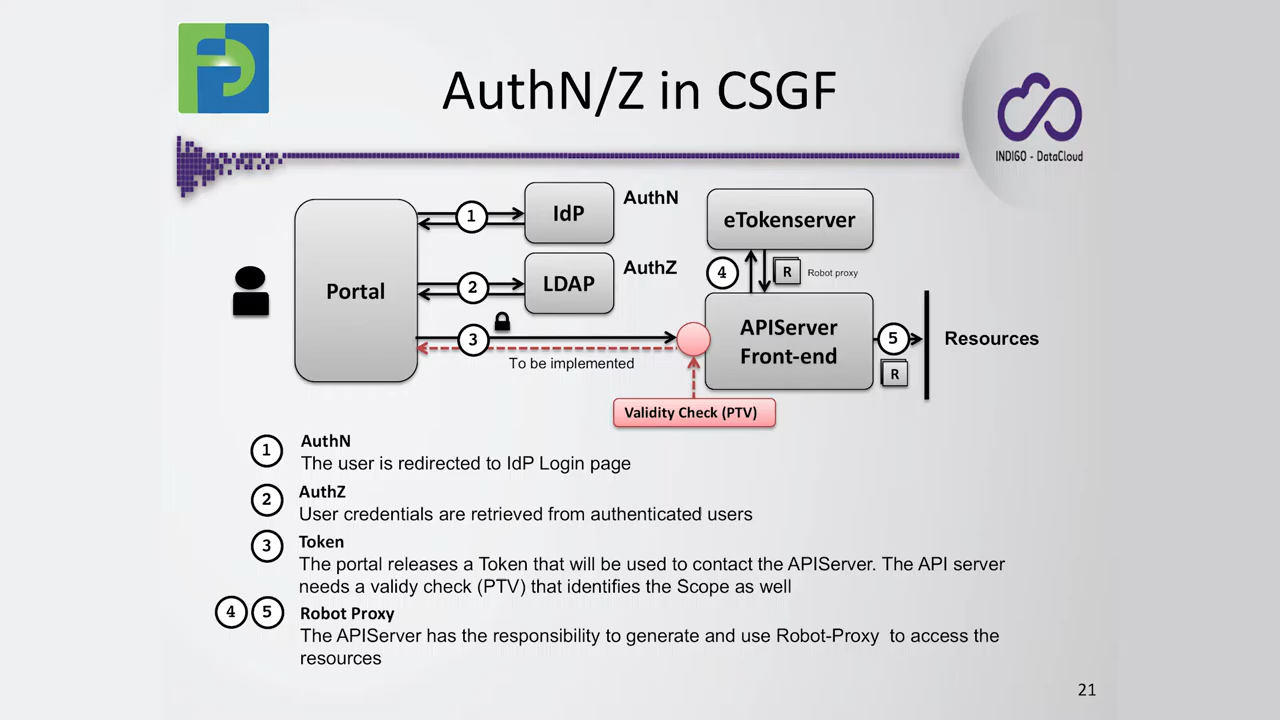 AuthN/Z in CSGF
INDIGO - DataCloud
Portal
1
IdP
AuthN
2
LDAP
AuthZ
3
To be implemented
eTokenserver
4
R
Robot proxy
APIServer
Front-end
5
R
Resources
Validity Check (PTV)
1
AuthN
The user is redirected to IdP Login page
2
AuthZ
User credentials are retrieved from authenticated users
3
Token
The portal releases a Token that will be used to contact the APIServer. The API server
needs a validy check (PTV) that identifies the Scope as well
4 5
Robot Proxy
The APIServer has the responsibility to generate and use Robot-Proxy to access the
resources
21